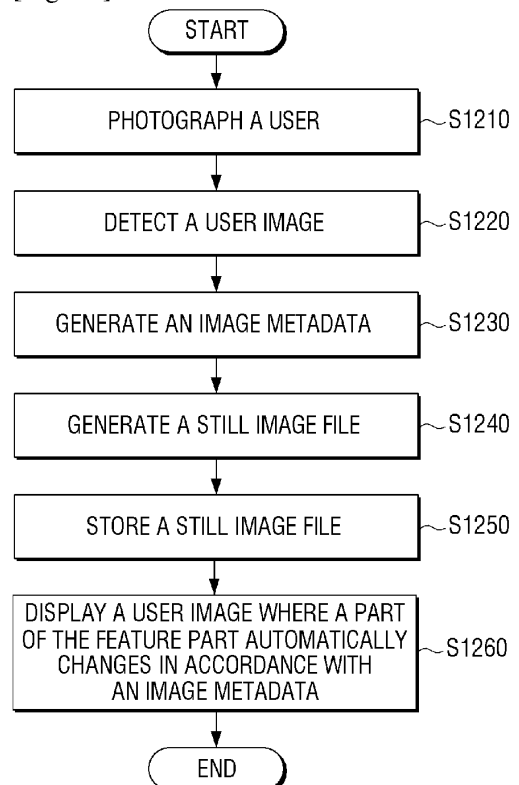 START
PHOTOGRAPH A USER
S1210
DETECT A USER IMAGE
S1220
GENERATE AN IMAGE METADATA
S1230
GENERATE A STILL IMAGE FILE
S1240
STORE A STILL IMAGE FILE
S1250
DISPLAY A USER IMAGE WHERE A PART
OF THE FEATURE PART AUTOMATICALLY
CHANGES IN ACCORDANCE WITH
AN IMAGE METADATA
S1260
END